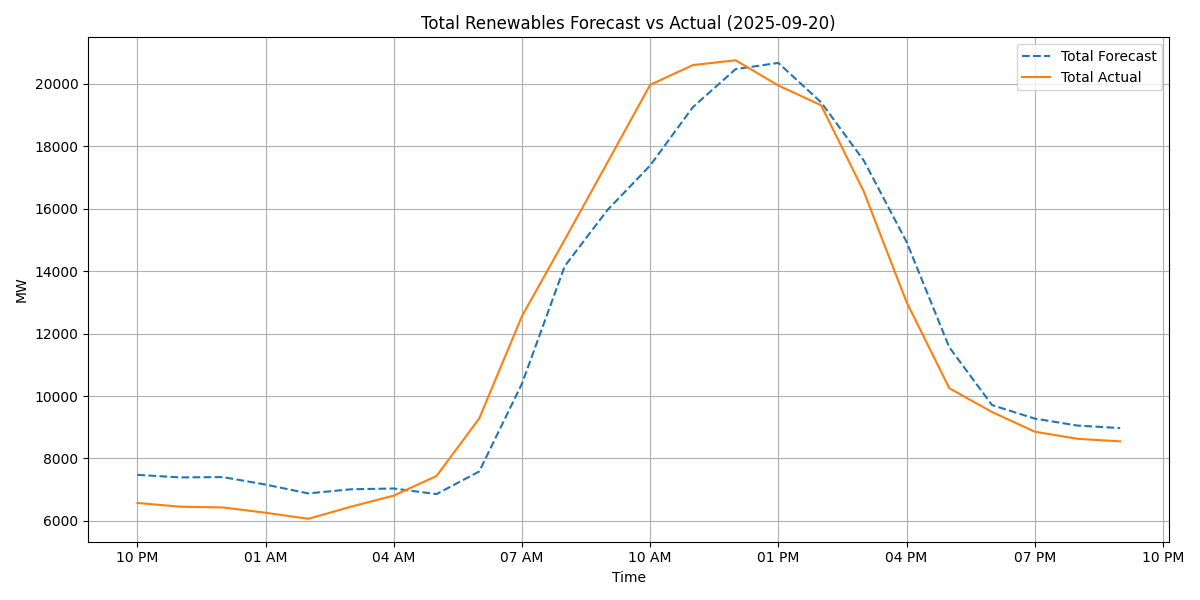 Total Renewables Forecast vs Actual (2025-09-20)
Total Forecast
Total Actual
20000
18000
16000
14000
12000
10000
8000
6000
MW
10 PM 01 AM 04 AM 07 AM 10 AM 01 PM 04 PM 07 PM 10 PM
Time